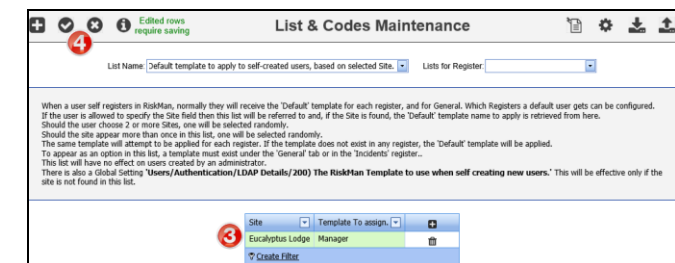 Edited rows
require saving
List & Codes Maintenance
4
List Name: Default template to apply to self-created users, based on selected Site.
Lists for Register:
When a user self registers in RiskMan, normally they will receive the 'Default' template for each register, and for General. Which Registers a default user gets can be configured.
If the user is allowed to specify the Site field then this list will be referred to and, if the Site is found, the 'Default' template name to apply is retrieved from here.
Should the user choose 2 or more Sites, one will be selected randomly.
Should the site appear more than once in this list, one will be selected randomly.
The same template will attempt to be applied for each register. If the template does not exist in any register, the 'Default' template will be applied.
To appear as an option in this list, a template must exist under the 'General' tab or in the 'Incidents' register..
This list will have no effect on users created by an administrator.
There is also a Global Setting 'Users/Authentication/LDAP Details/200) The RiskMan Template to use when self creating new users.' This will be effective only if the
site is not found in this list.
Site Template To assign.
3 Eucalyptus Lodge Manager
Create Filter